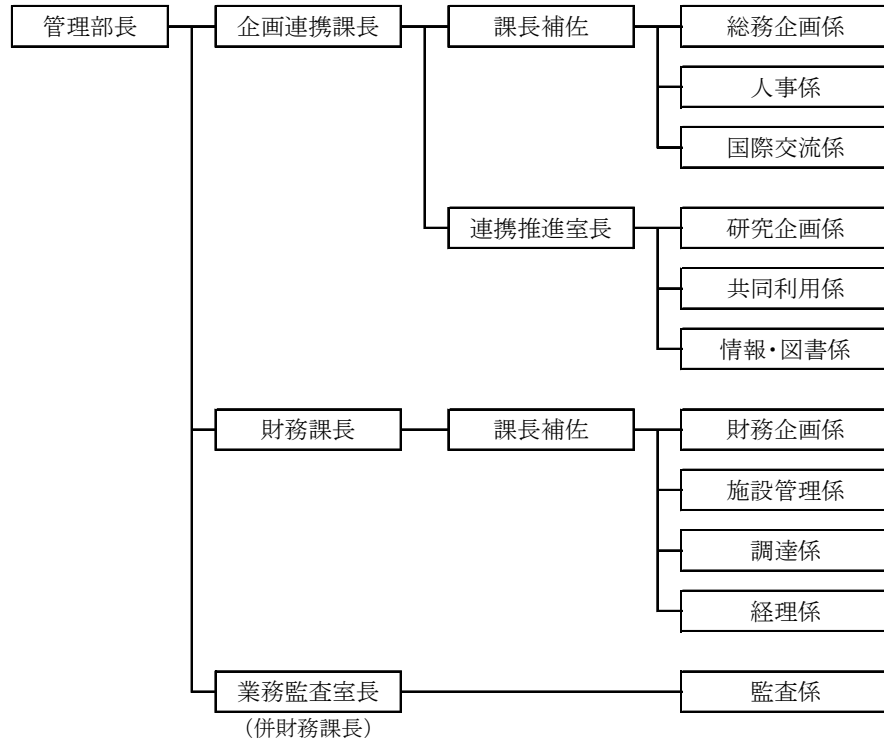 管理部長
企画連携課長
課長補佐
総務企画係
人事係
国際交流係
連携推進室長
研究企画係
共同利用係
情報・図書係
財務課長
課長補佐
財務企画係
施設管理係
調達係
経理係
業務監査室長
（併財務課長）
監査係